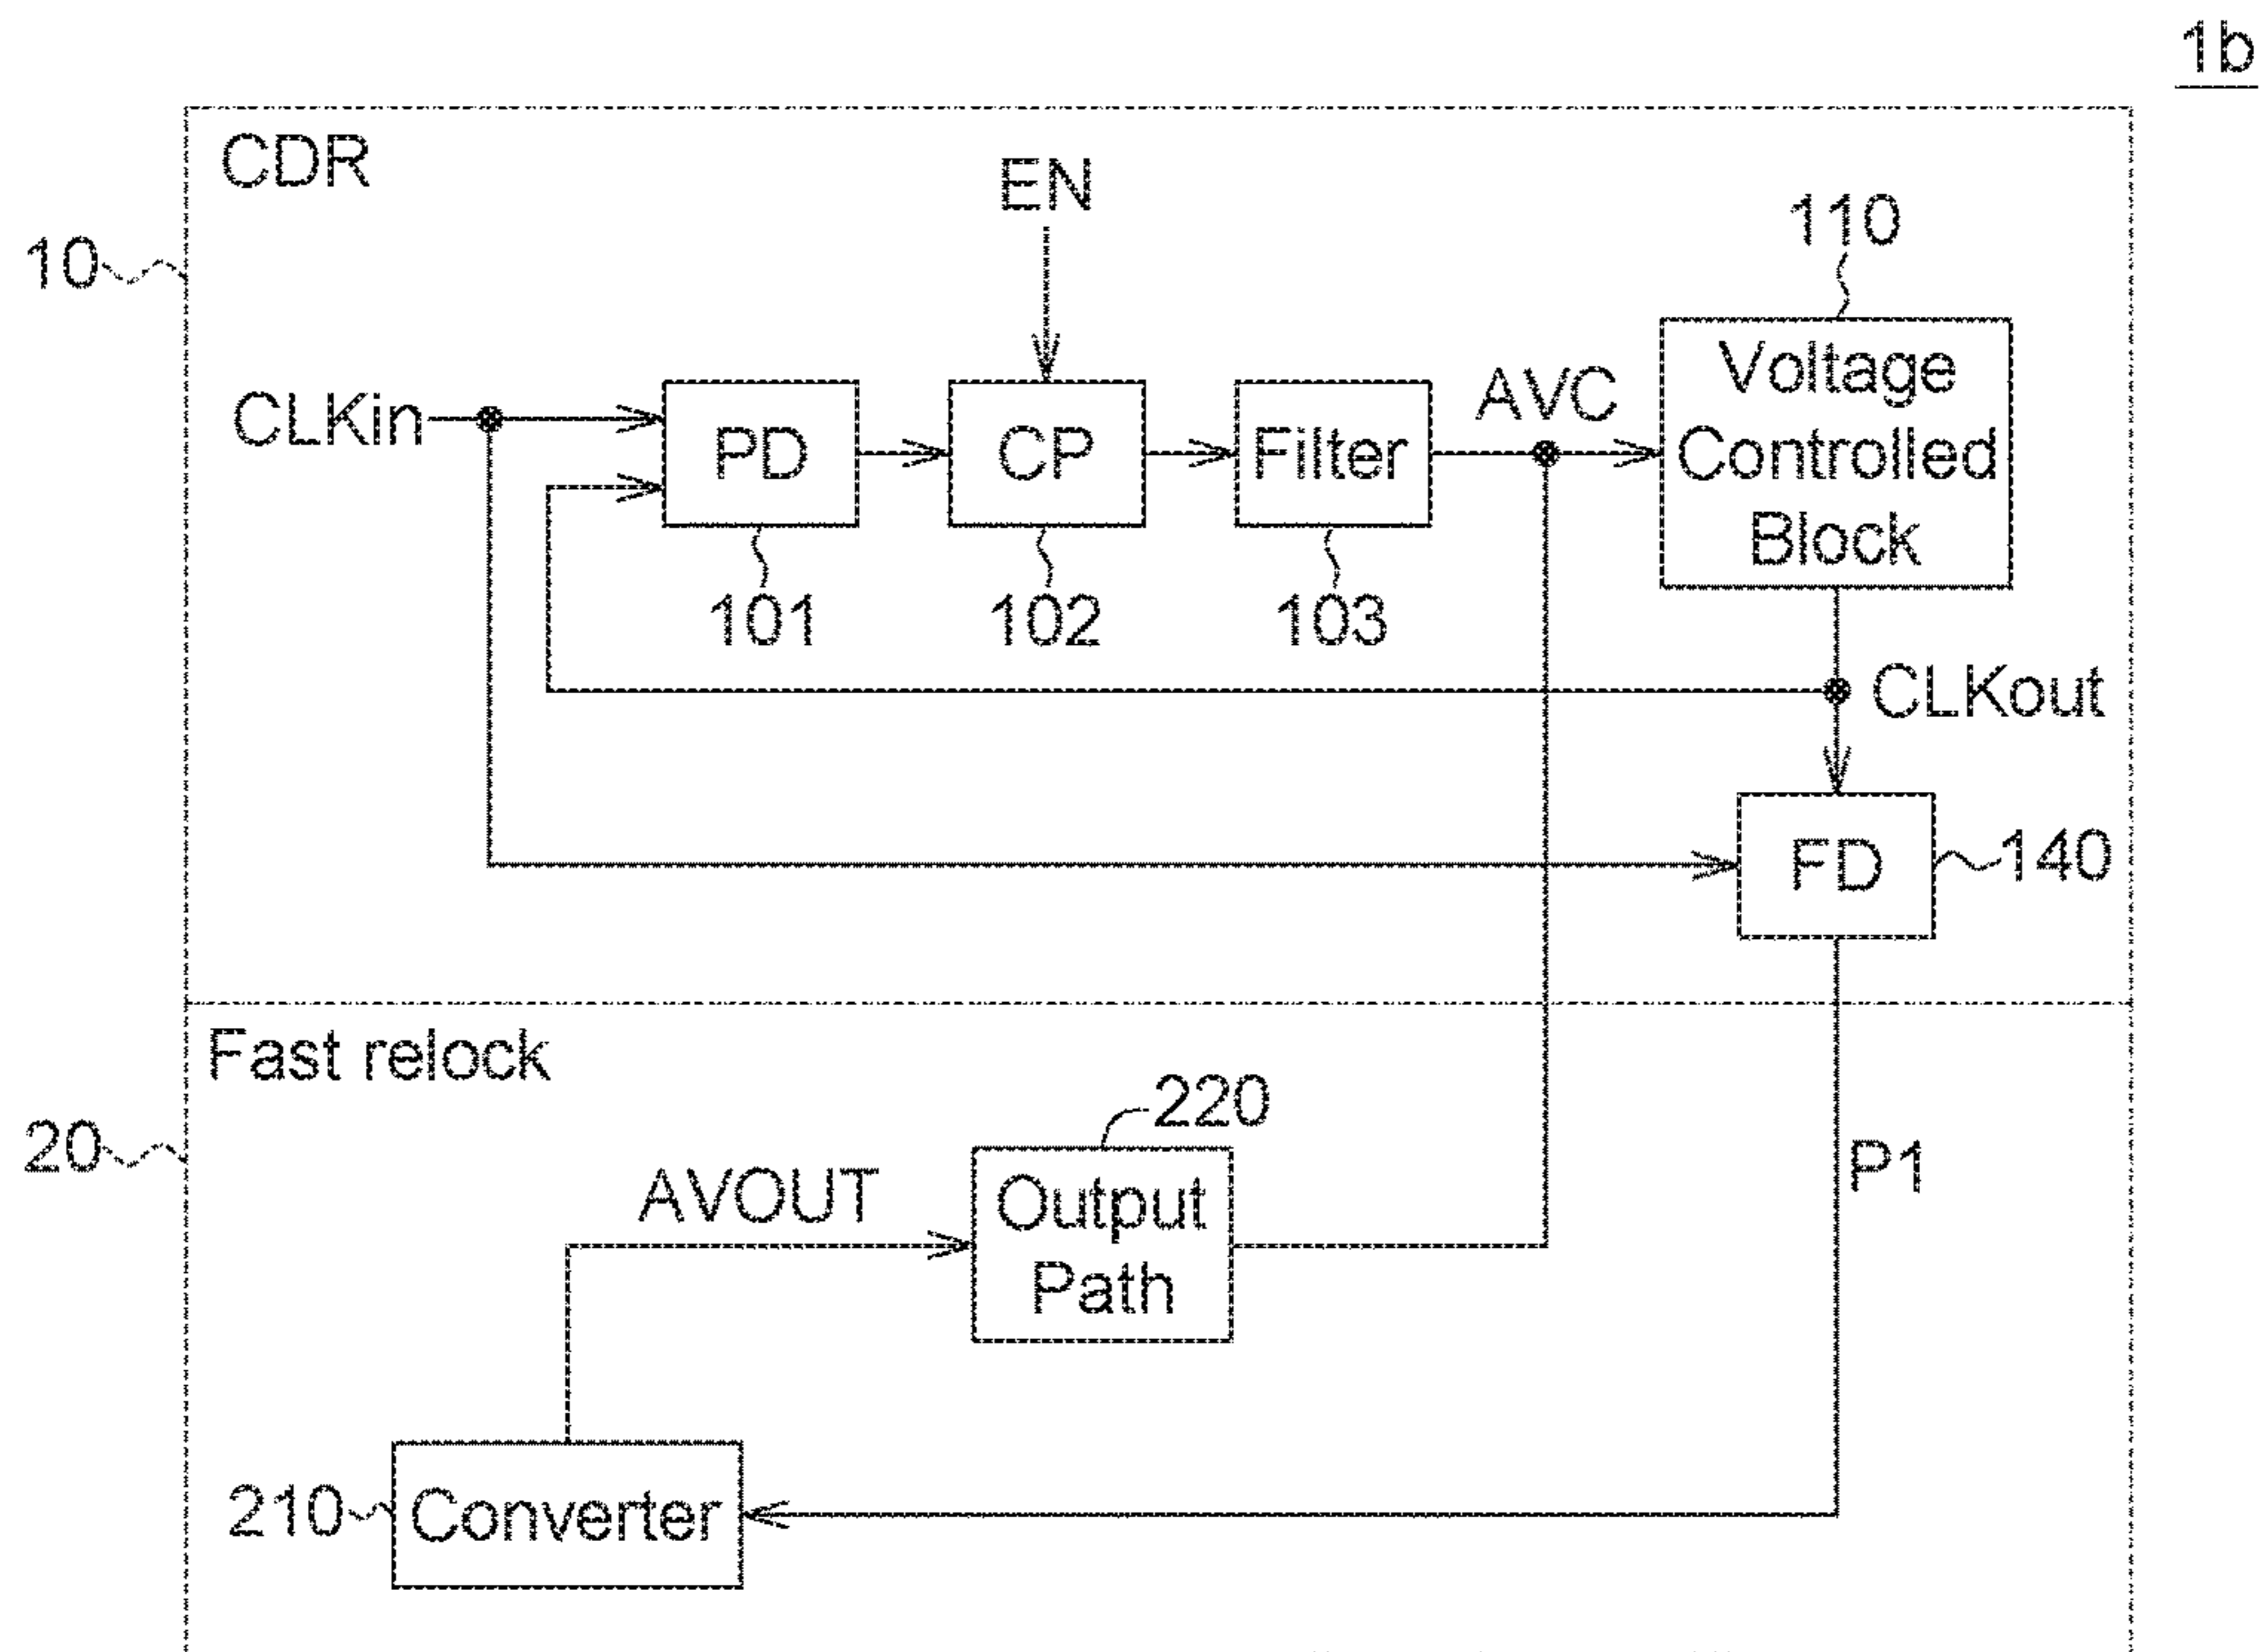 1b
CDR
EN
10
110
CLKin
PD
CP
Filter
AVC
Voltage
Controlled
Block
101
102
103
CLKout
FD
140
Fast relock
20
220
AVOUT
Output
Path
P1
210
Converter